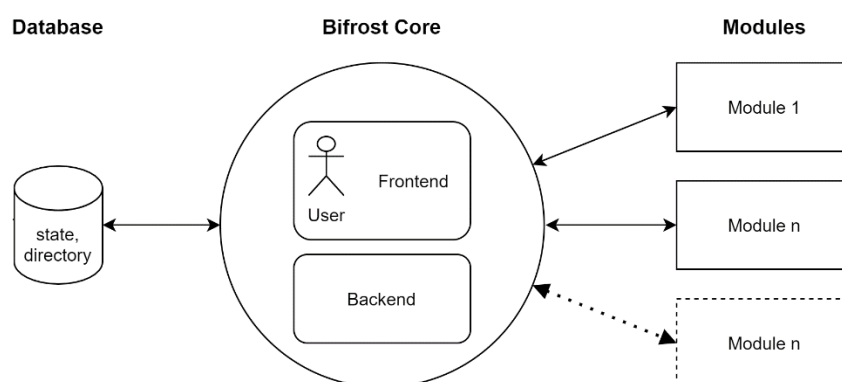 Database
Bifrost Core
Modules
Module 1
Frontend
User
state,
directory
Module n
Backend
Module n